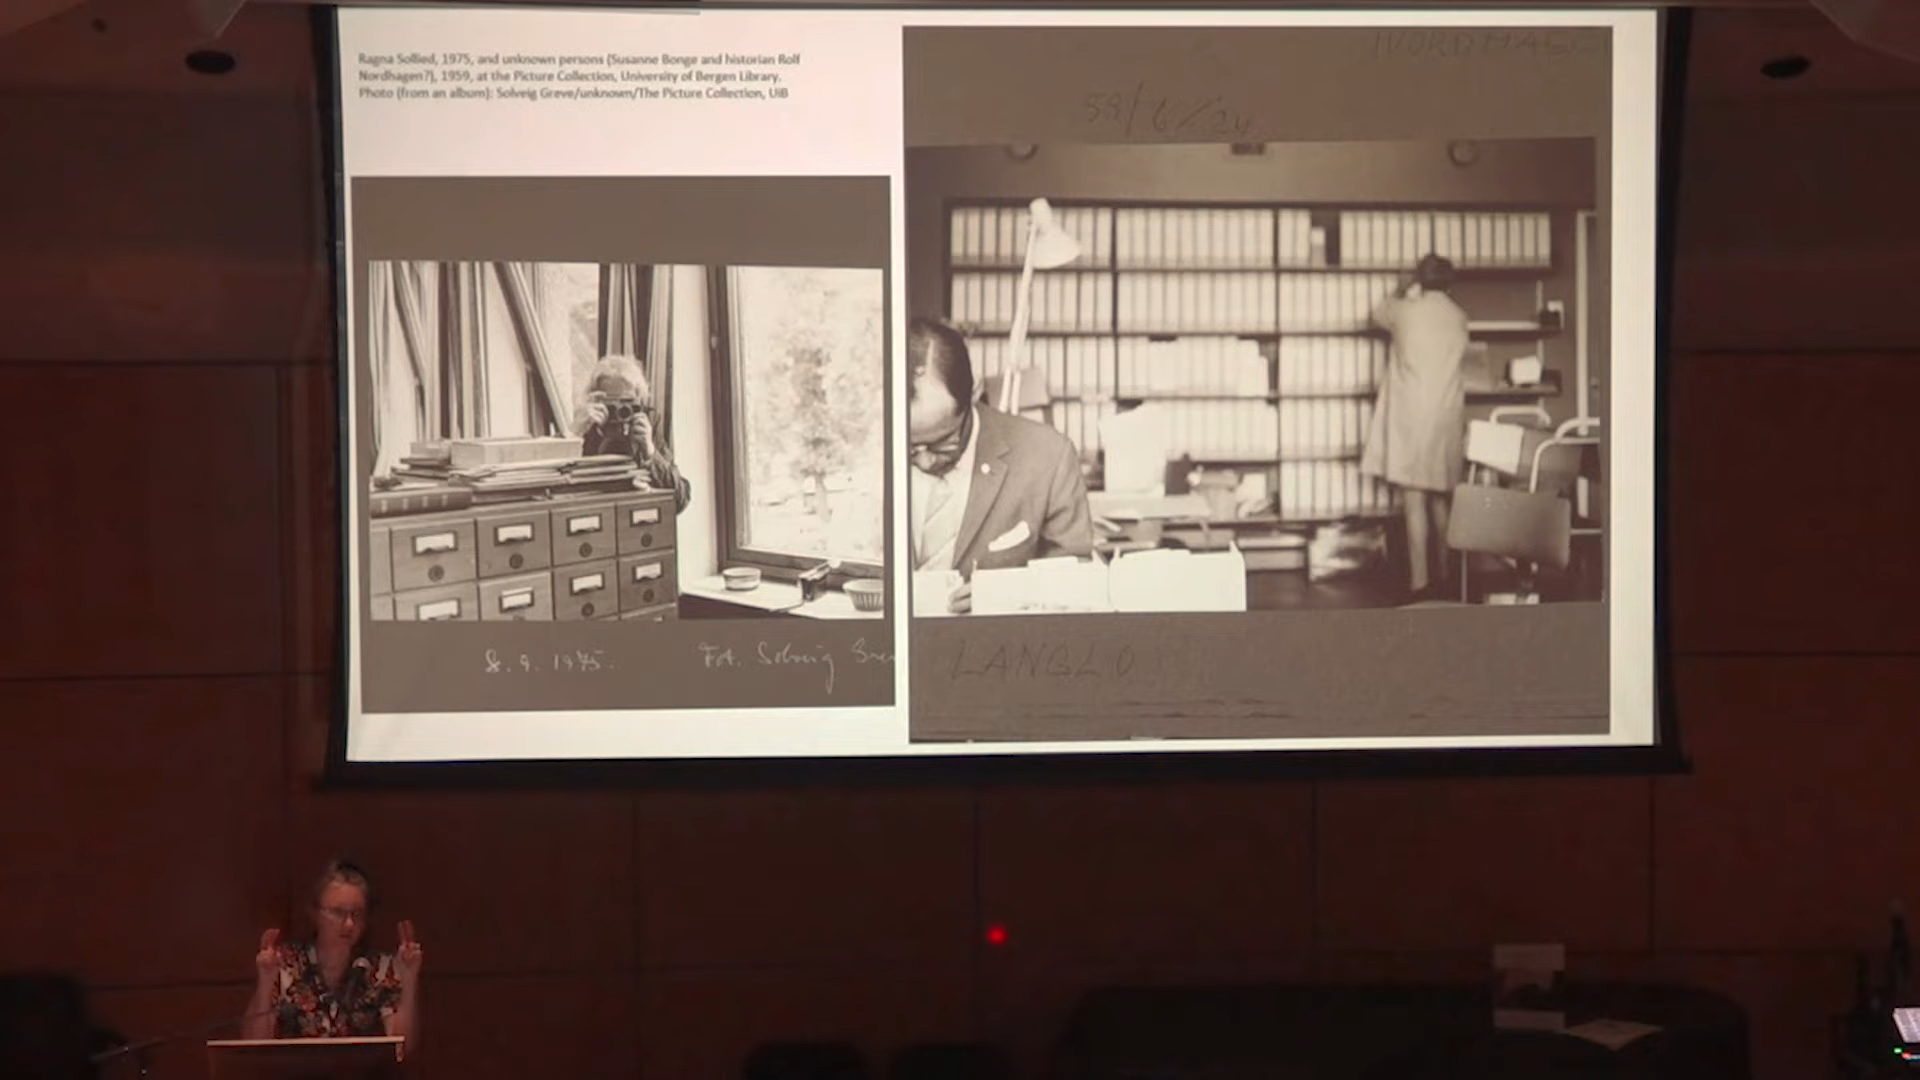 Ragna Sollied, 1975, and unknown persons (Susanne Bonge and historian Rolf
Nordhagen?), 1959, at the Picture Collection, University of Bergen Library.
Photo (from an album): Solveig Greve/unknown/The Picture Collection, UiB
59/6/24
8.9.1975.
Fot. Solveig
LANGLO